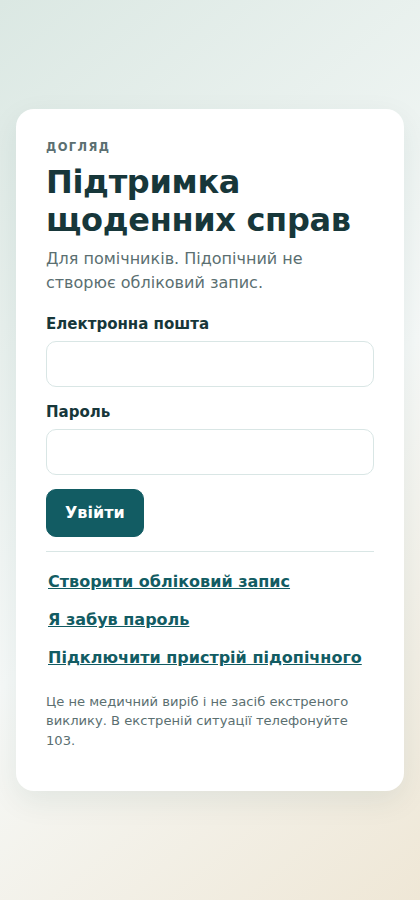 ДОГЛЯД
Підтримка
щоденних справ
Для помічників. Підопічний не
створює обліковий запис.
Електронна пошта
Пароль
Увійти
Створити обліковий запис
Я забув пароль
Підключити пристрій підопічного
Це не медичний виріб і не засіб екстреного
виклику. В екстреній ситуації телефонуйте
103.